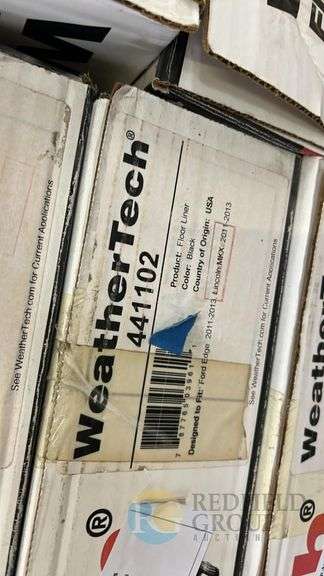 WeatherTech®
441102
Product: Floor Liner
Color: Black
Country of Origin: USA
Designed to Fit: Ford Edge 2011-2013, Lincoln MKX 2011-2013
See WeatherTech.com for Current Applications
See WeatherTech.com for Current Applications
®
REDFIELD
GROUP
AUCTIONS